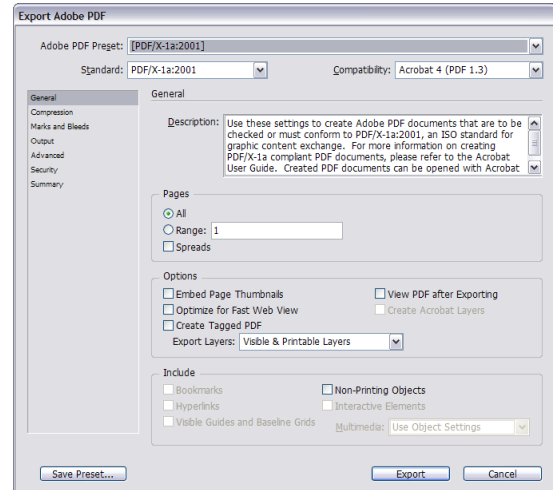 Export Adobe PDF
Adobe PDF Preset: [PDF/X-1a:2001]
Standard: PDF/X-1a:2001 Compatibility: Acrobat 4 (PDF 1.3)
General
Compression
Marks and Bleeds
Output
Advanced
Security
Summary
General
Description: Use these settings to create Adobe PDF documents that are to be
checked or must conform to PDF/X-1a:2001, an ISO standard for
graphic content exchange. For more information on creating
PDF/X-1a compliant PDF documents, please refer to the Acrobat
User Guide. Created PDF documents can be opened with Acrobat
Pages
All
Range: 1
Spreads
Options
Embed Page Thumbnails View PDF after Exporting
Optimize for Fast Web View Create Acrobat Layers
Create Tagged PDF
Export Layers: Visible & Printable Layers
Include
Bookmarks Non-Printing Objects
Hyperlinks Interactive Elements
Visible Guides and Baseline Grids Multimedia: Use Object Settings
Save Preset... Export Cancel